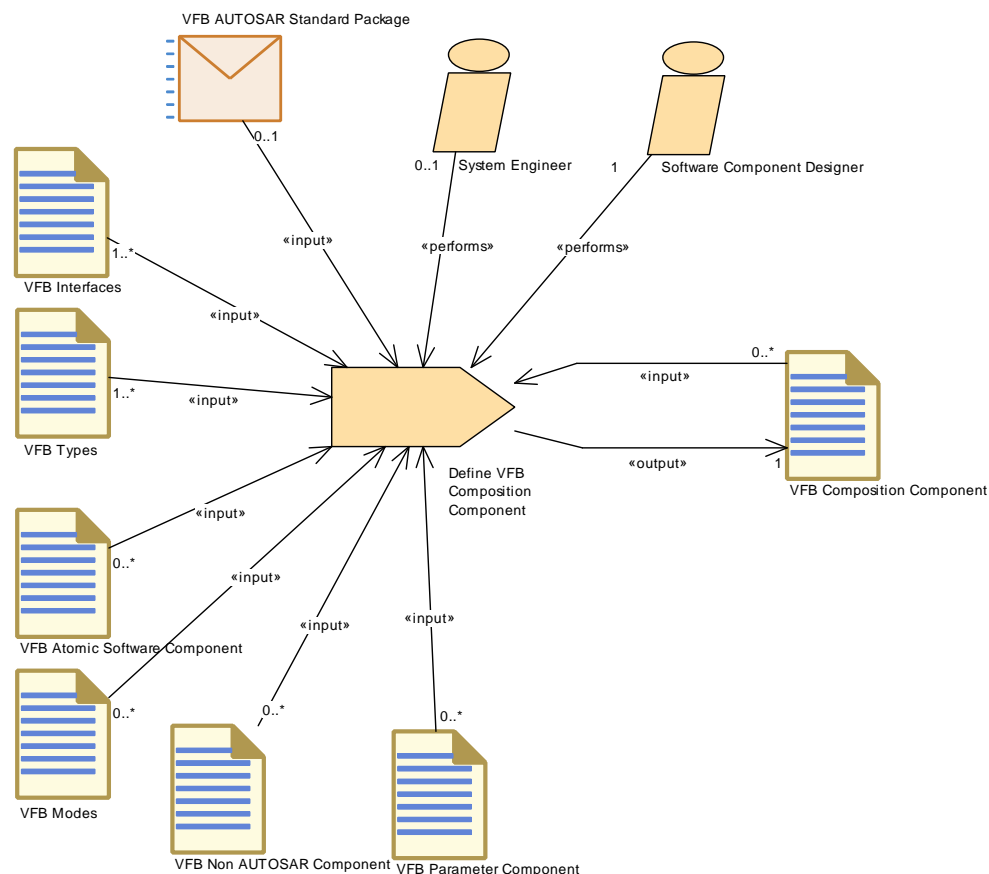 VFB AUTOSAR Standard Package
0..1
0..1
System Engineer
1
Software Component Designer
«input»
«performs»
«performs»
1..*
VFB Interfaces
«input»
0..*
«input»
1..*
«input»
VFB Types
Define VFB
Composition
Component
«output»
1
VFB Composition Component
«input»
0..*
«input»
«input»
«input»
VFB Atomic Software Component
0..*
0..*
0..*
VFB Modes
VFB Non AUTOSAR Component
VFB Parameter Component